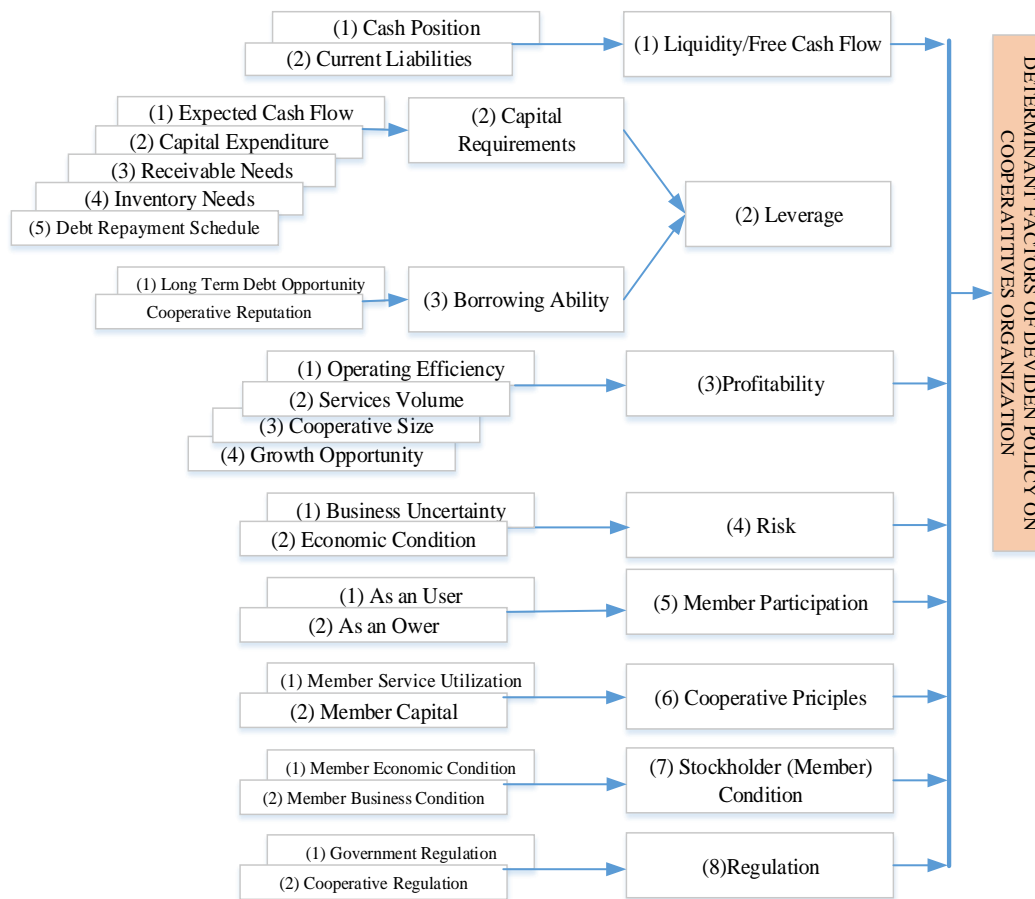 (1) Cash Position
(2) Current Liabilities
(1) Liquidity/Free Cash Flow
(1) Expected Cash Flow
(2) Capital Expenditure
(3) Receivable Needs
(4) Inventory Needs
(5) Debt Repayment Schedule
(2) Capital
Requirements
(2) Leverage
(1) Long Term Debt Opportunity
Cooperative Reputation
(3) Borrowing Ability
(1) Operating Efficiency
(2) Services Volume
(3) Cooperative Size
(4) Growth Opportunity
(3)Profitability
(1) Business Uncertainty
(2) Economic Condition
(4) Risk
(1) As an User
(2) As an Ower
(5) Member Participation
(1) Member Service Utilization
(2) Member Capital
(6) Cooperative Priciples
(1) Member Economic Condition
(2) Member Business Condition
(7) Stockholder (Member)
Condition
(1) Government Regulation
(2) Cooperative Regulation
(8)Regulation
DETERMINANT FACTORS OF DEVIDEN POLICY ON
COOPERATITIVES ORGANIZATION